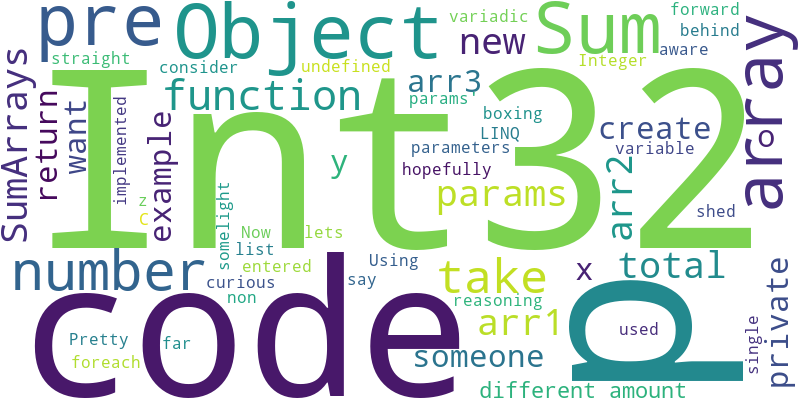 pre
Object
Sum
variadic
forward
behind
aware
new
straight
consider
undefined
Integer
array
o
function
arr3
params
Int32
SumArrays
return
want
implemented
example
y
boxing
LINQ
parameters
hopefully
create
variable
params
arr2
z
C
somelight
Now
lets
shed
number
list
entered
curious
non
Using
say
take
x
total
reasoning
code
p
Pretty
far
foreach
arr1
someone
used
single
private
different amount